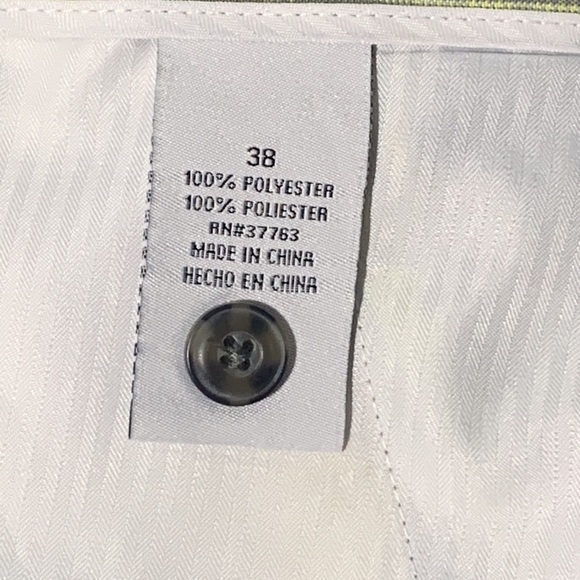 38
100% POLYESTER
100% POLIESTER
RN#37763
MADE IN CHINA
HECHO EN CHINA